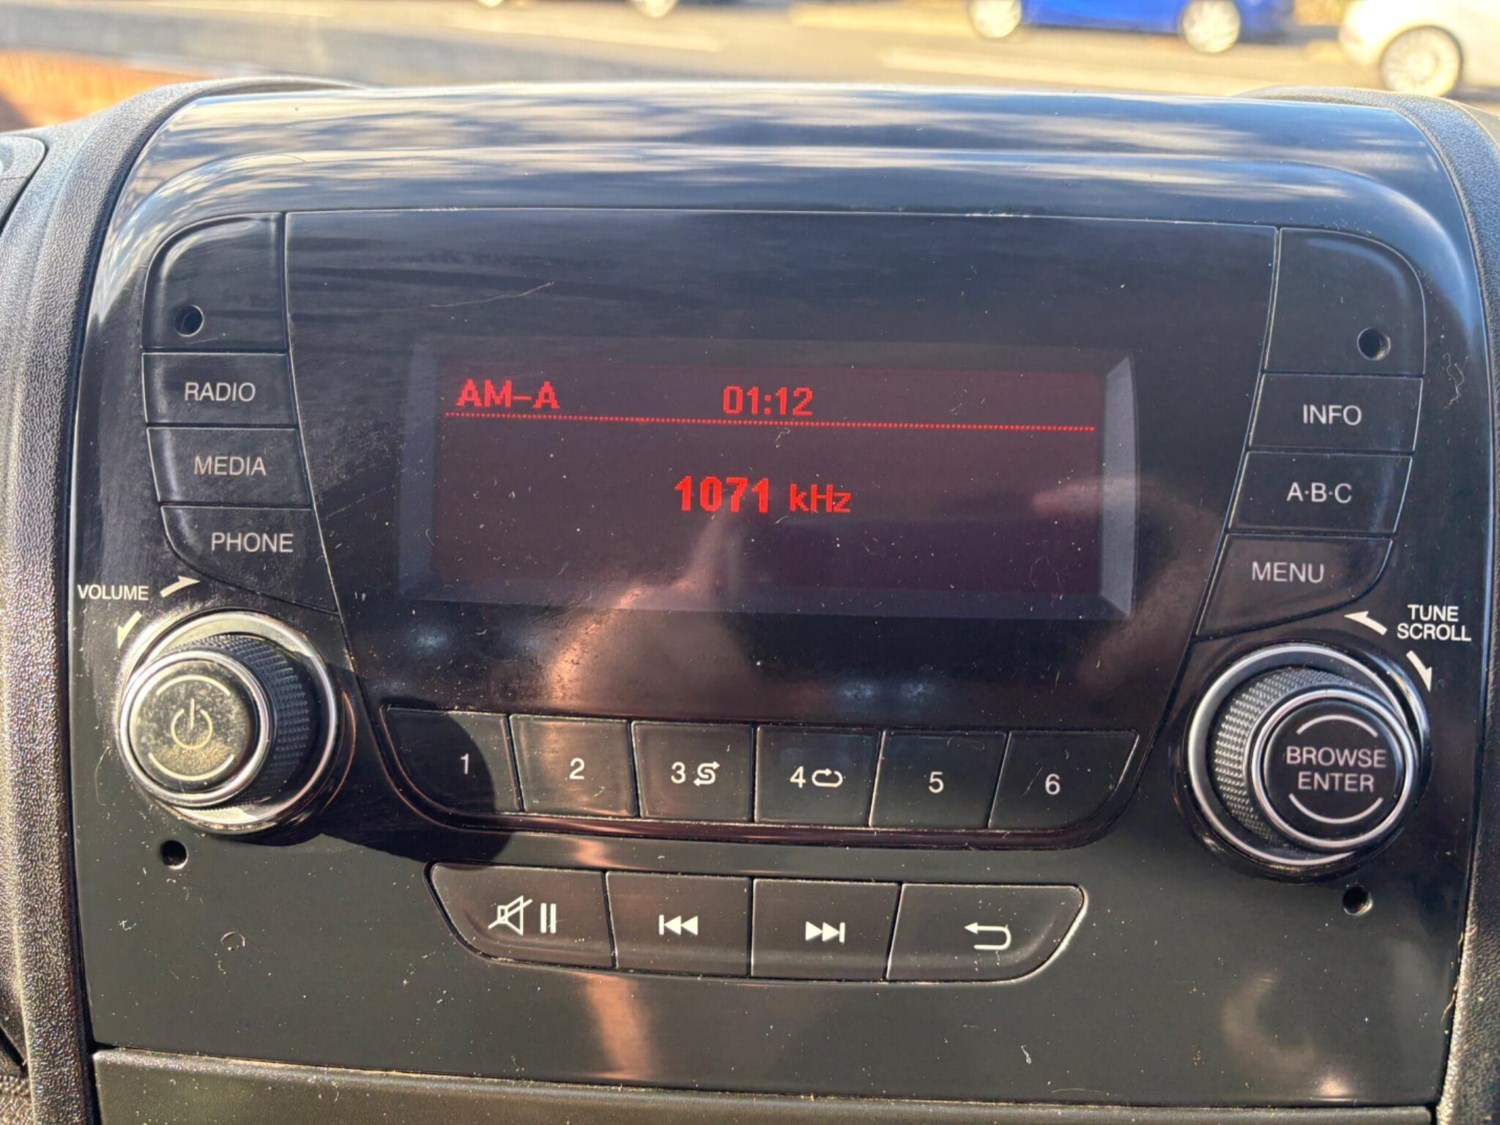 AM-A 01:12
1071 kHz
RADIO
MEDIA
PHONE
VOLUME
INFO
A·B·C
MENU
TUNE
SCROLL
BROWSE
ENTER
1 2 3 4 5 6